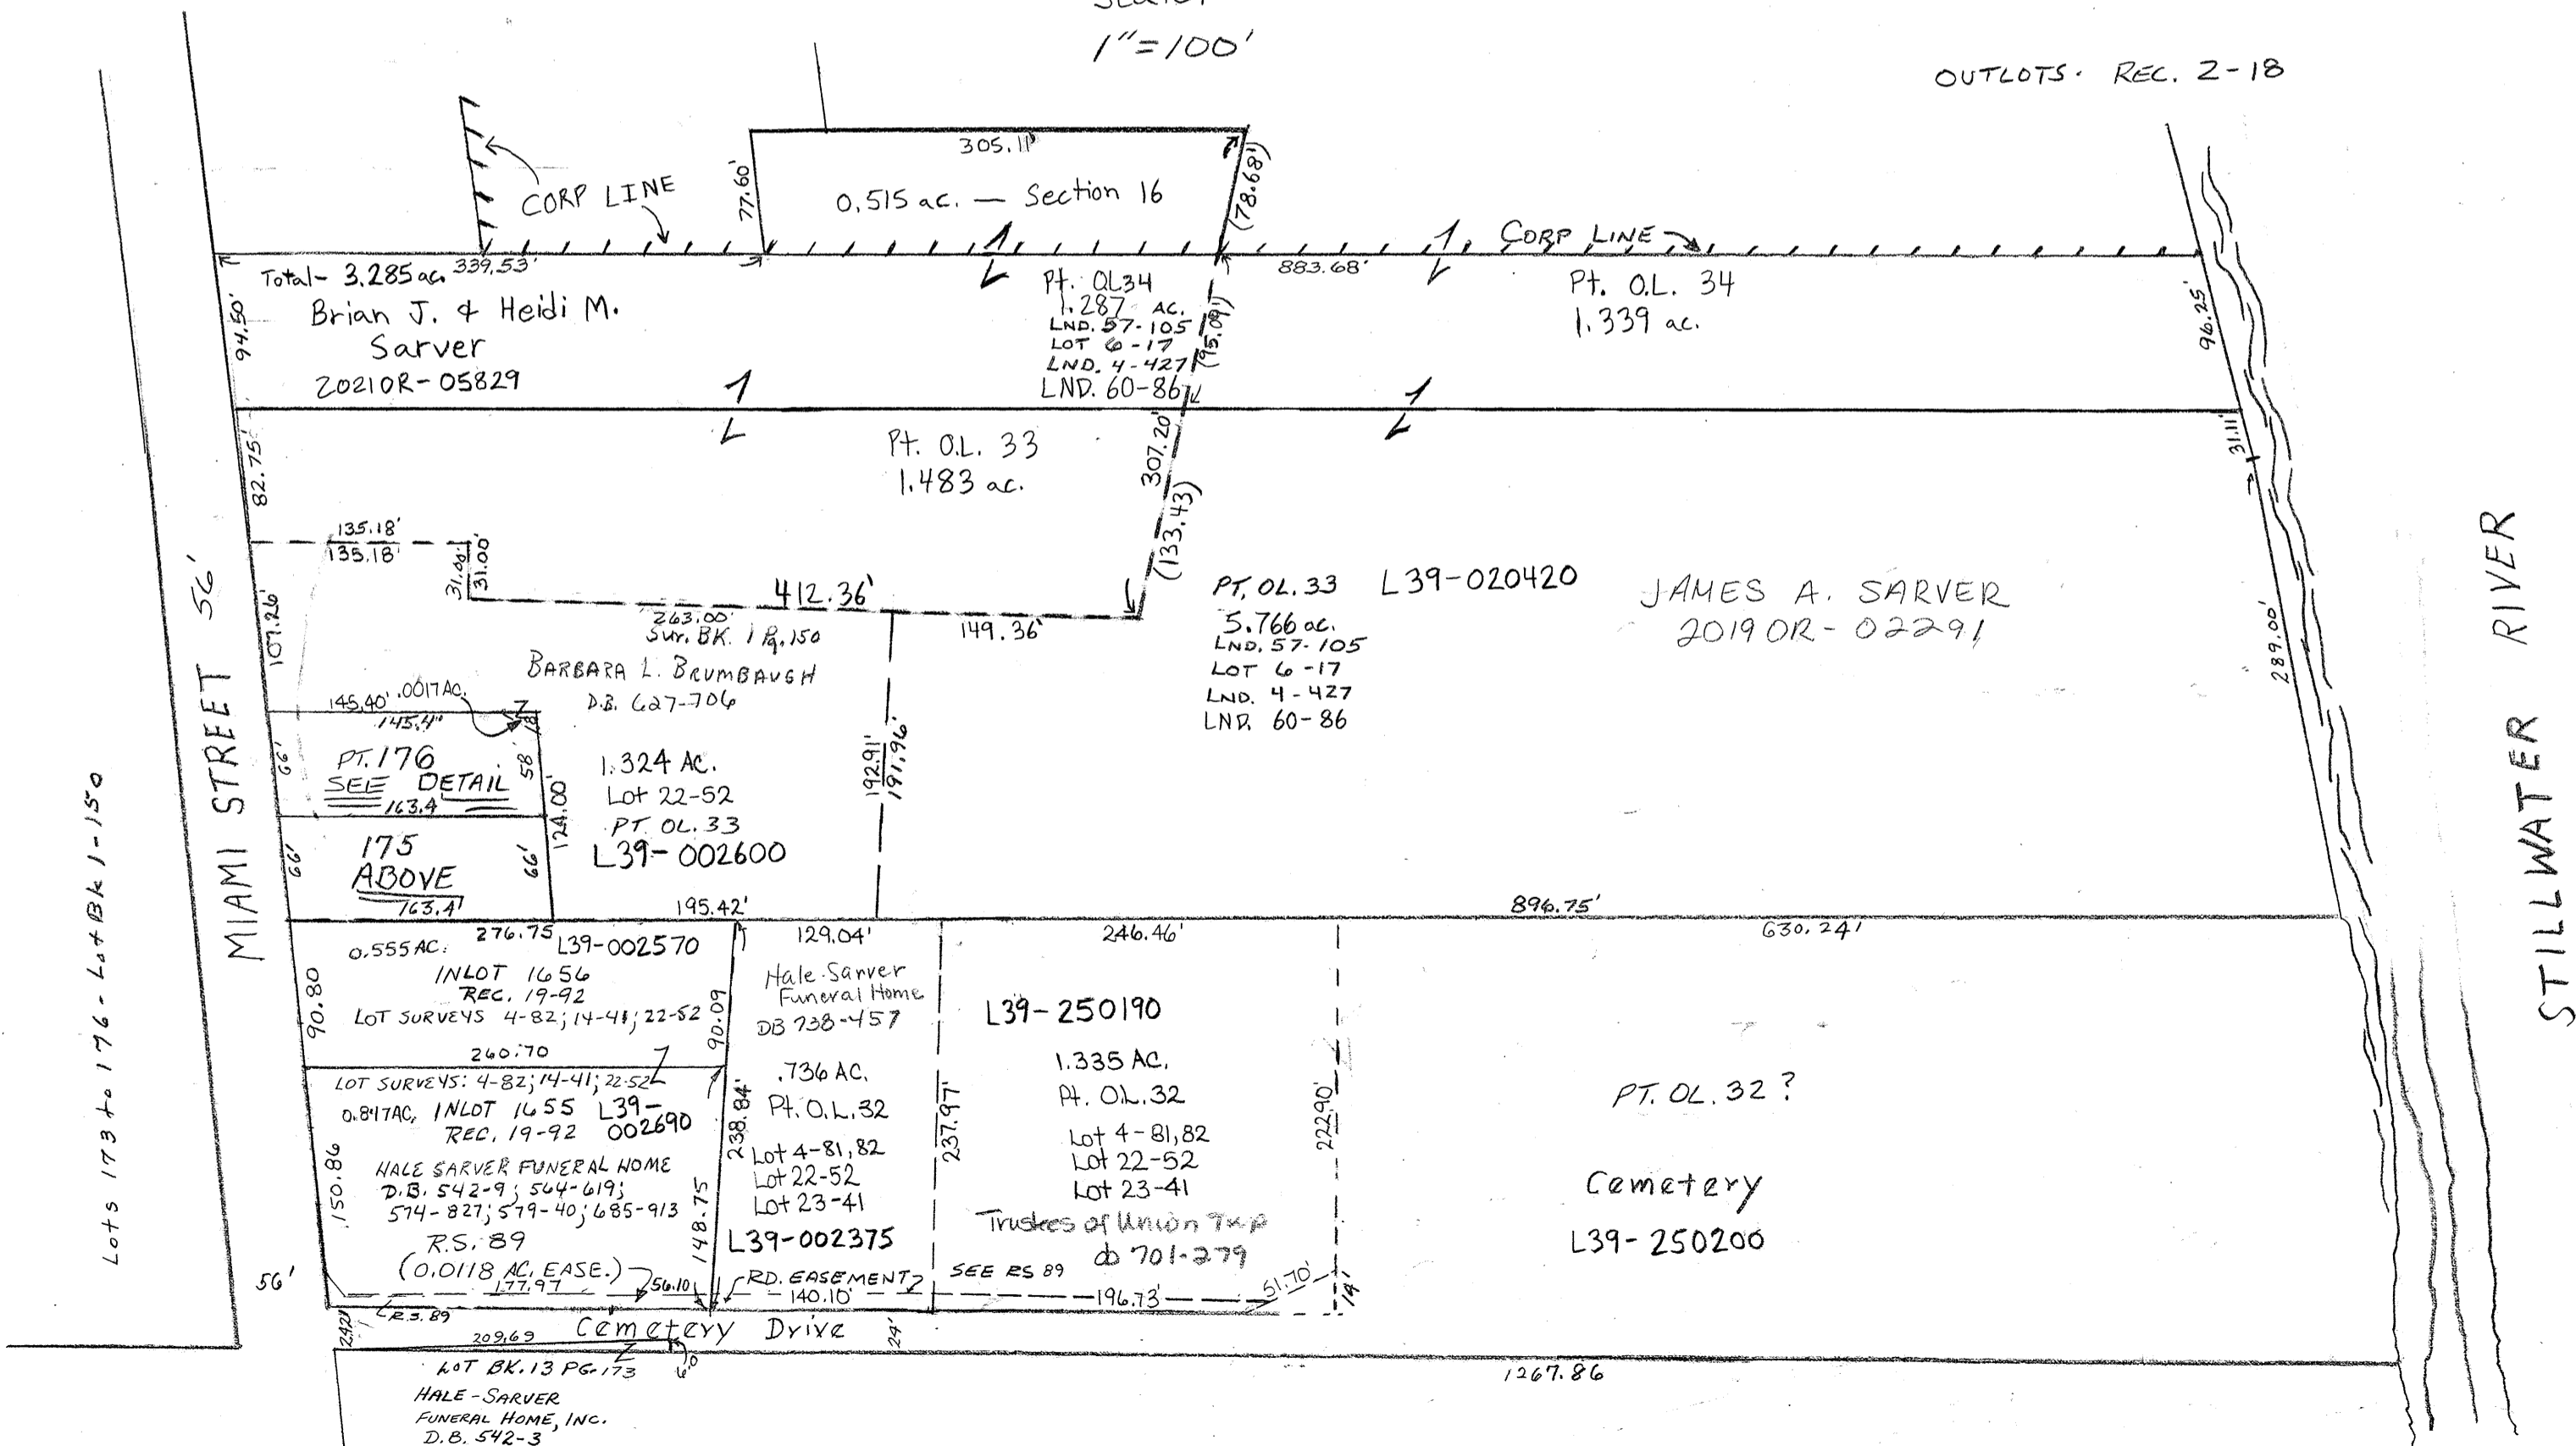 1"=100'
OUTLOTS. REC. 2-18
305.11'
77.60'
(78.68')
0.515 ac. — Section 16
CORP LINE
CORP LINE
339.53'
883.68'
Total- 3.285 ac.
Brian J. & Heidi M.
Sarver
2021OR-05829
94.50'
Pt. OL34
1.287 AC.
LND. 57-105
LOT 6-17
LND. 4-427
LND. 60-86
(95.09')
Pt. O.L. 34
1.339 ac.
96.25'
82.75'
Pt. O.L. 33
1.483 ac.
307.20'
(133.43')
31.11'
135.18'
135.18'
31.00'
31.00'
412.36'
263.00'
Sur. BK. 1 Pg. 150
149.36'
107.26'
BARBARA L. BRUMBAUGH
D.B. 627-706
PT. OL. 33 L39-020420
5.766 ac.
LND. 57-105
LOT 6-17
LND. 4-427
LND. 60-86
JAMES A. SARVER
2019OR-02291
289.00'
STILLWATER RIVER
MIAMI STREET 56'
Lots 173 to 176 - Lot Bk 1-150
145.40'
.0017AC.
145.4'
66'
PT. 176
SEE DETAIL
58'
163.4
124.00'
1.324 AC.
Lot 22-52
PT. OL. 33
L39-002600
192.91'
191.96'
66'
175
ABOVE
66'
163.4'
195.42'
896.75'
276.75
129.04'
246.46'
630.24'
0.555 AC.
L39-002570
INLOT 1656
REC. 19-92
LOT SURVEYS 4-82; 14-41; 22-52
90.80
90.09
260.70
Hale-Sarver
Funeral Home
DB 738-457
.736 AC.
Pt. O.L. 32
Lot 4-81,82
Lot 22-52
Lot 23-41
L39-002375
238.84'
237.97'
L39-250190
1.335 AC.
Pt. O.L. 32
Lot 4-81,82
Lot 22-52
Lot 23-41
Trustees of Union Twp
db 701-279
222.90'
PT. OL. 32 ?
Cemetery
L39-250200
LOT SURVEYS: 4-82; 14-41; 22-52
0.847AC, INLOT 1655 L39-
REC. 19-92 002690
HALE SARVER FUNERAL HOME
D.B. 542-9; 564-619;
574-827; 579-40; 685-913
R.S. 89
(0.0118 AC. EASE.)
150.86
148.75
177.97
56.10
RD. EASEMENT
140.10'
SEE RS 89
196.73'
51.70'
14'
56'
R.S. 89
209.69
Cemetery Drive
24'
1267.86
LOT BK. 13 PG. 173
HALE-SARVER
FUNERAL HOME, INC.
D.B. 542-3